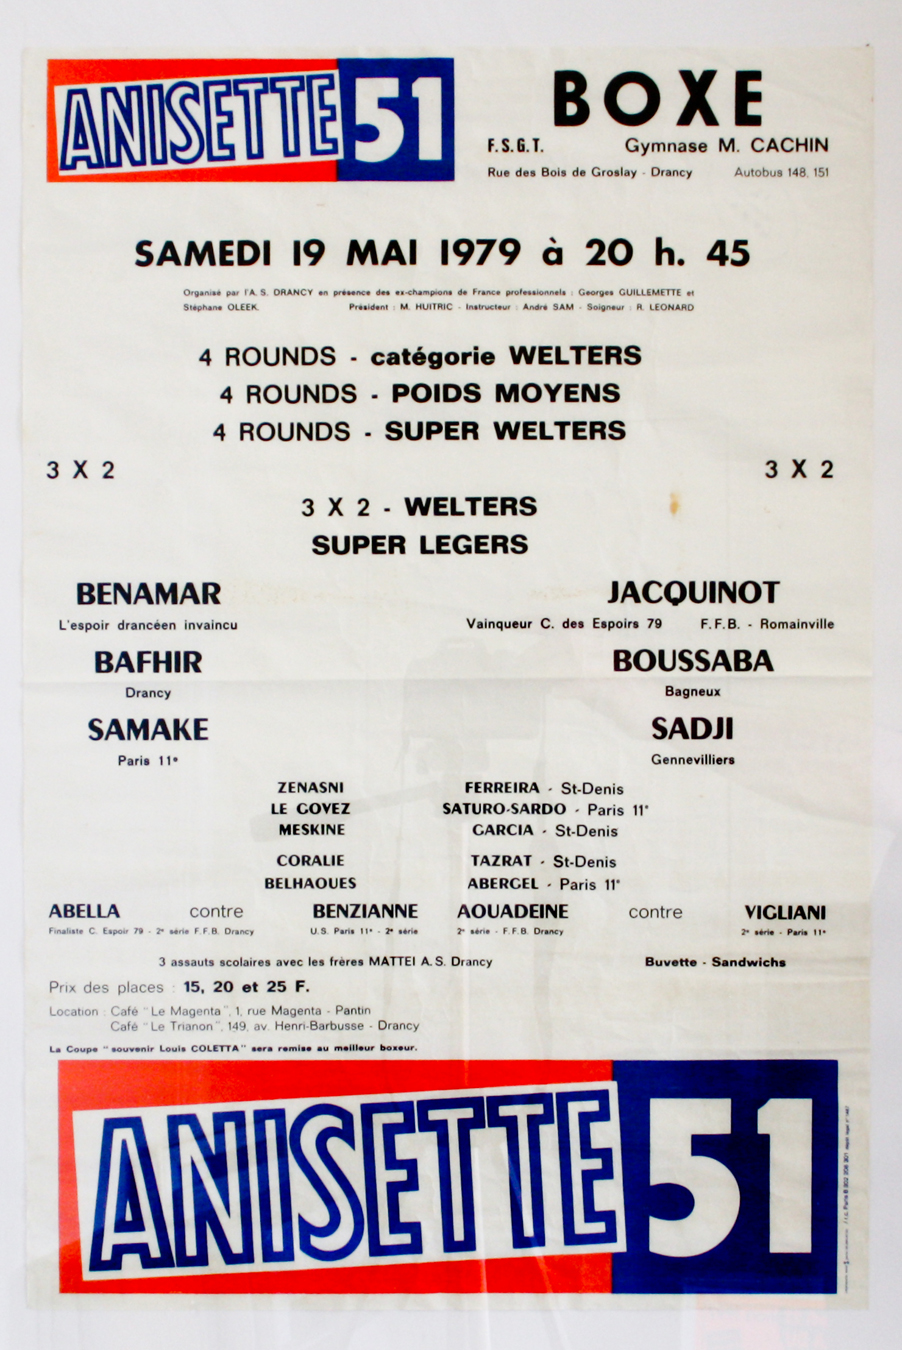 ANISETTE 51
BOXE
F.S.G.T. Gymnase M. CACHIN
Rue des Bois de Groslay - Drancy Autobus 148, 151
SAMEDI 19 MAI 1979 à 20 h. 45
Organisé par l'A.S. DRANCY en présence des ex-champions de France professionnels : Georges GUILLEMETTE et
Stéphane OLEEK. Président : M. HUITRIC - Instructeur : André SAM - Soigneur : R. LEONARD
4 ROUNDS - catégorie WELTERS
4 ROUNDS - POIDS MOYENS
4 ROUNDS - SUPER WELTERS
3 X 2 3 X 2
3 X 2 - WELTERS
SUPER LEGERS
BENAMAR JACQUINOT
L'espoir drancéen invaincu Vainqueur C. des Espoirs 79 F.F.B. - Romainville
BAFHIR BOUSSABA
Drancy Bagneux
SAMAKE SADJI
Paris 11e Gennevilliers
ZENASNI FERREIRA - St-Denis
LE GOVEZ SATURO-SARDO - Paris 11e
MESKINE GARCIA - St-Denis
CORALIE TAZRAT - St-Denis
BELHAOUES ABERGEL - Paris 11e
ABELLA contre BENZIANNE AOUADEINE contre VIGLIANI
Finaliste C. Espoir 79 - 2e série F.F.B. Drancy U.S. Paris 11e - 2e série 2e série - F.F.B. Drancy 2e série - Paris 11e
3 assauts scolaires avec les frères MATTEI A.S. Drancy Buvette - Sandwichs
Prix des places : 15, 20 et 25 F.
Location : Café "Le Magenta", 1, rue Magenta - Pantin
Café "Le Trianon", 149, av. Henri-Barbusse - Drancy
La Coupe "souvenir Louis COLETTA" sera remise au meilleur boxeur.
ANISETTE 51